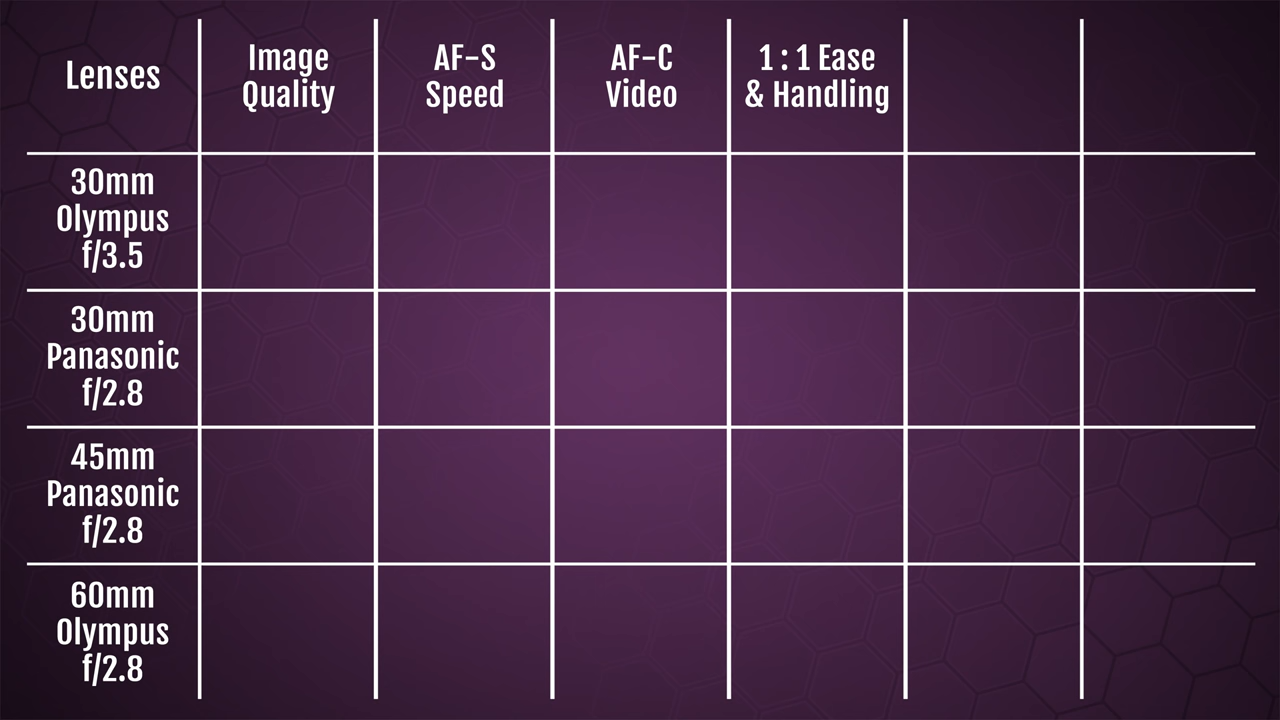 Lenses
Image
Quality
AF-S
Speed
AF-C
Video
1 : 1 Ease
& Handling
30mm
Olympus
f/3.5
30mm
Panasonic
f/2.8
45mm
Panasonic
f/2.8
60mm
Olympus
f/2.8